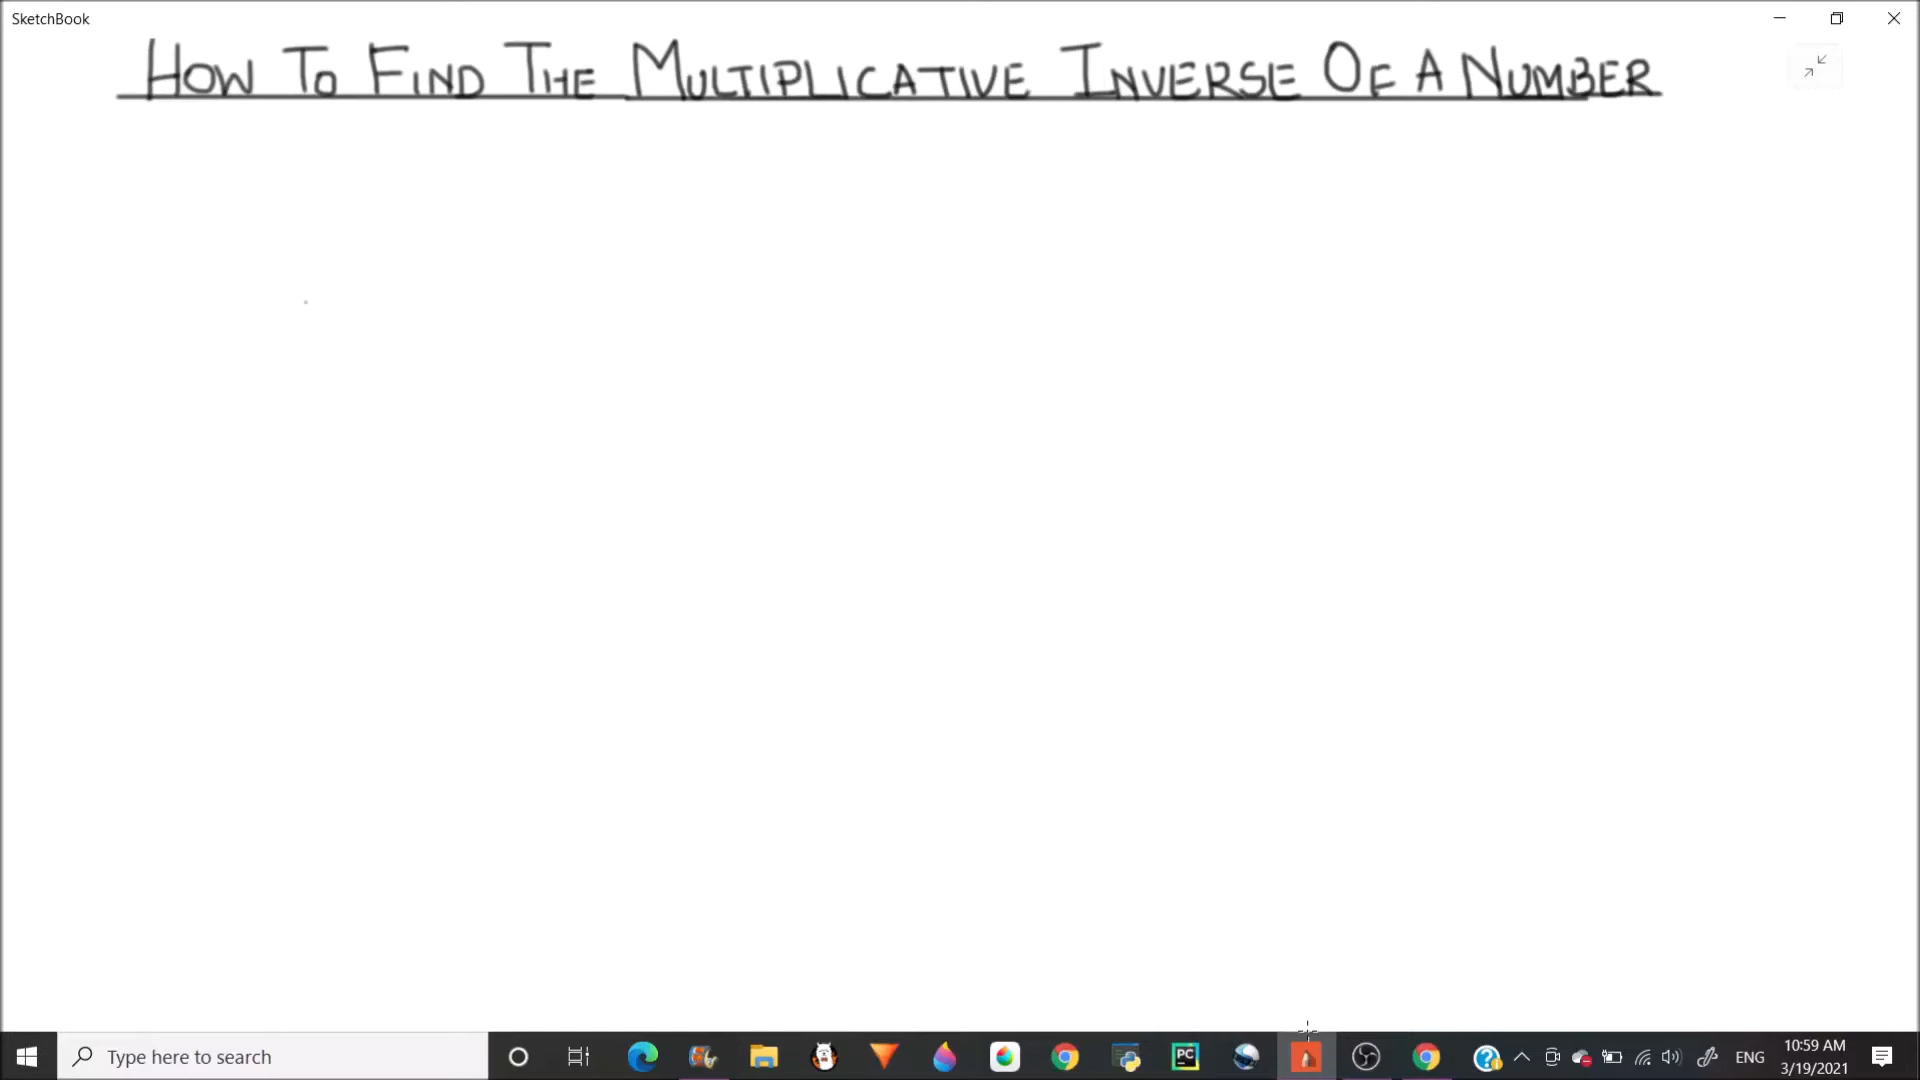 SketchBook
HOW TO FIND THE MULTIPLICATIVE INVERSE OF A NUMBER
Type here to search
PC
ENG
10:59 AM
3/19/2021